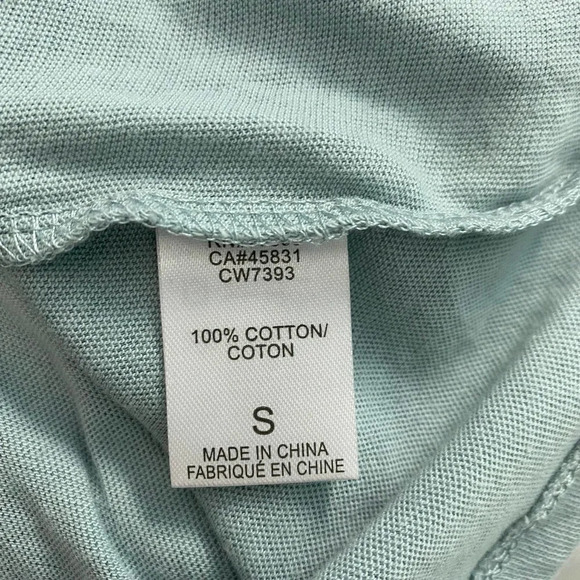 CA#45831
CW7393
100% COTTON/
COTON
S
MADE IN CHINA
FABRIQUÉ EN CHINE